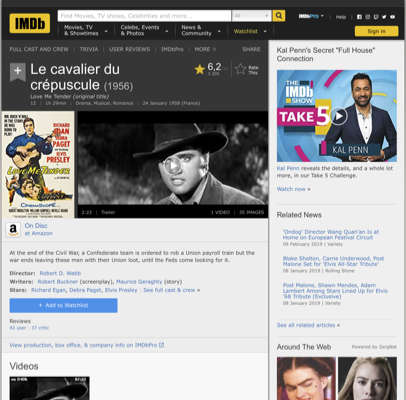 IMDb
Find Movies, TV shows, Celebrities and more...
All
IMDbPro
Help
Movies, TV
& Showtimes
Celebs, Events
& Photos
News &
Community
Watchlist
Sign in
FULL CAST AND CREW | TRIVIA | USER REVIEWS | IMDbPro | MORE
SHARE
Le cavalier du
crépuscule (1956)
Love Me Tender (original title)
12 | 1h 29min | Drama, Musical, Romance | 24 January 1958 (France)
6,2
Rate
This
RICHARD
EGAN
DEBRA
PAGET
ELVIS
PRESLEY
LOVE ME TENDER
CINEMASCOPE
2:22 | Trailer
1 VIDEO | 35 IMAGES
On Disc
at Amazon
At the end of the Civil War, a Confederate team is ordered to rob a Union payroll train but the
war ends leaving these men with their Union loot, until the Feds come looking for it.
Director: Robert D. Webb
Writers: Robert Buckner (screenplay), Maurice Geraghty (story)
Stars: Richard Egan, Debra Paget, Elvis Presley | See full cast & crew »
+ Add to Watchlist
Reviews
42 user | 37 critic
View production, box office, & company info on IMDbPro
Videos
Kal Penn's Secret "Full House"
Connection
THE IMDb SHOW
TAKE 5
KAL PENN
Kal Penn reveals the details, and a whole lot
more, in our Take 5 Challenge.
Watch now »
Related News
'Ondog' Director Wang Quan'an Is at
Home on European Festival Circuit
09 February 2019 | Variety
Blake Shelton, Carrie Underwood, Post
Malone Set for 'Elvis All-Star Tribute'
08 January 2019 | Rolling Stone
Post Malone, Shawn Mendes, Adam
Lambert Among Stars Lined Up for Elvis
'68 Tribute (Exclusive)
08 January 2019 | Variety
See all related articles »
Around The Web
Powered by ZergNet